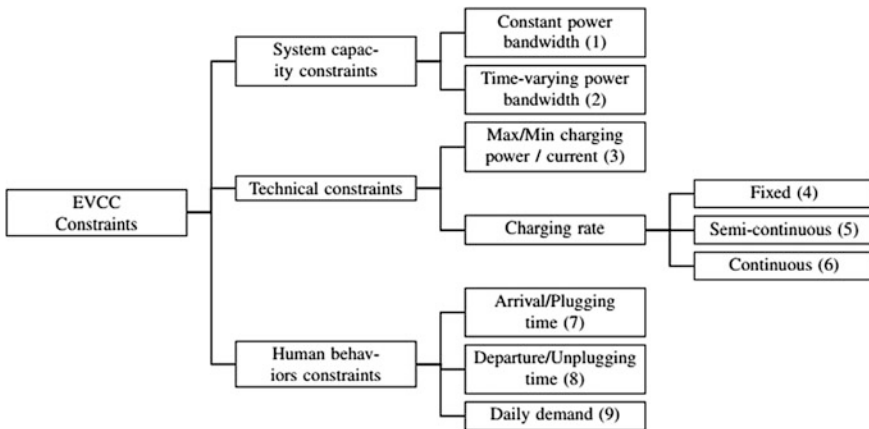 EVCC
Constraints
System capac-
ity constraints
Constant power
bandwidth (1)
Time-varying power
bandwidth (2)
Technical constraints
Max/Min charging
power / current (3)
Charging rate
Fixed (4)
Semi-continuous (5)
Continuous (6)
Human behav-
iors constraints
Arrival/Plugging
time (7)
Departure/Unplugging
time (8)
Daily demand (9)